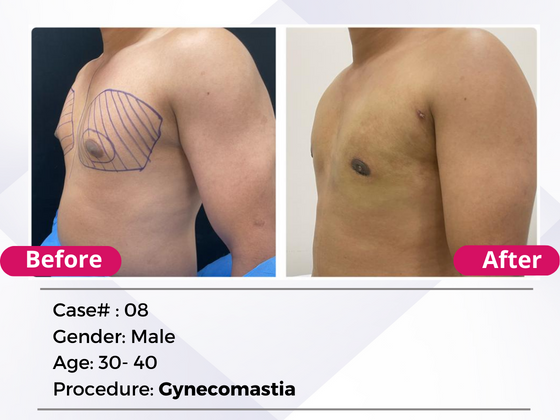 Before
After
Case# : 08
Gender: Male
Age: 30- 40
Procedure: Gynecomastia